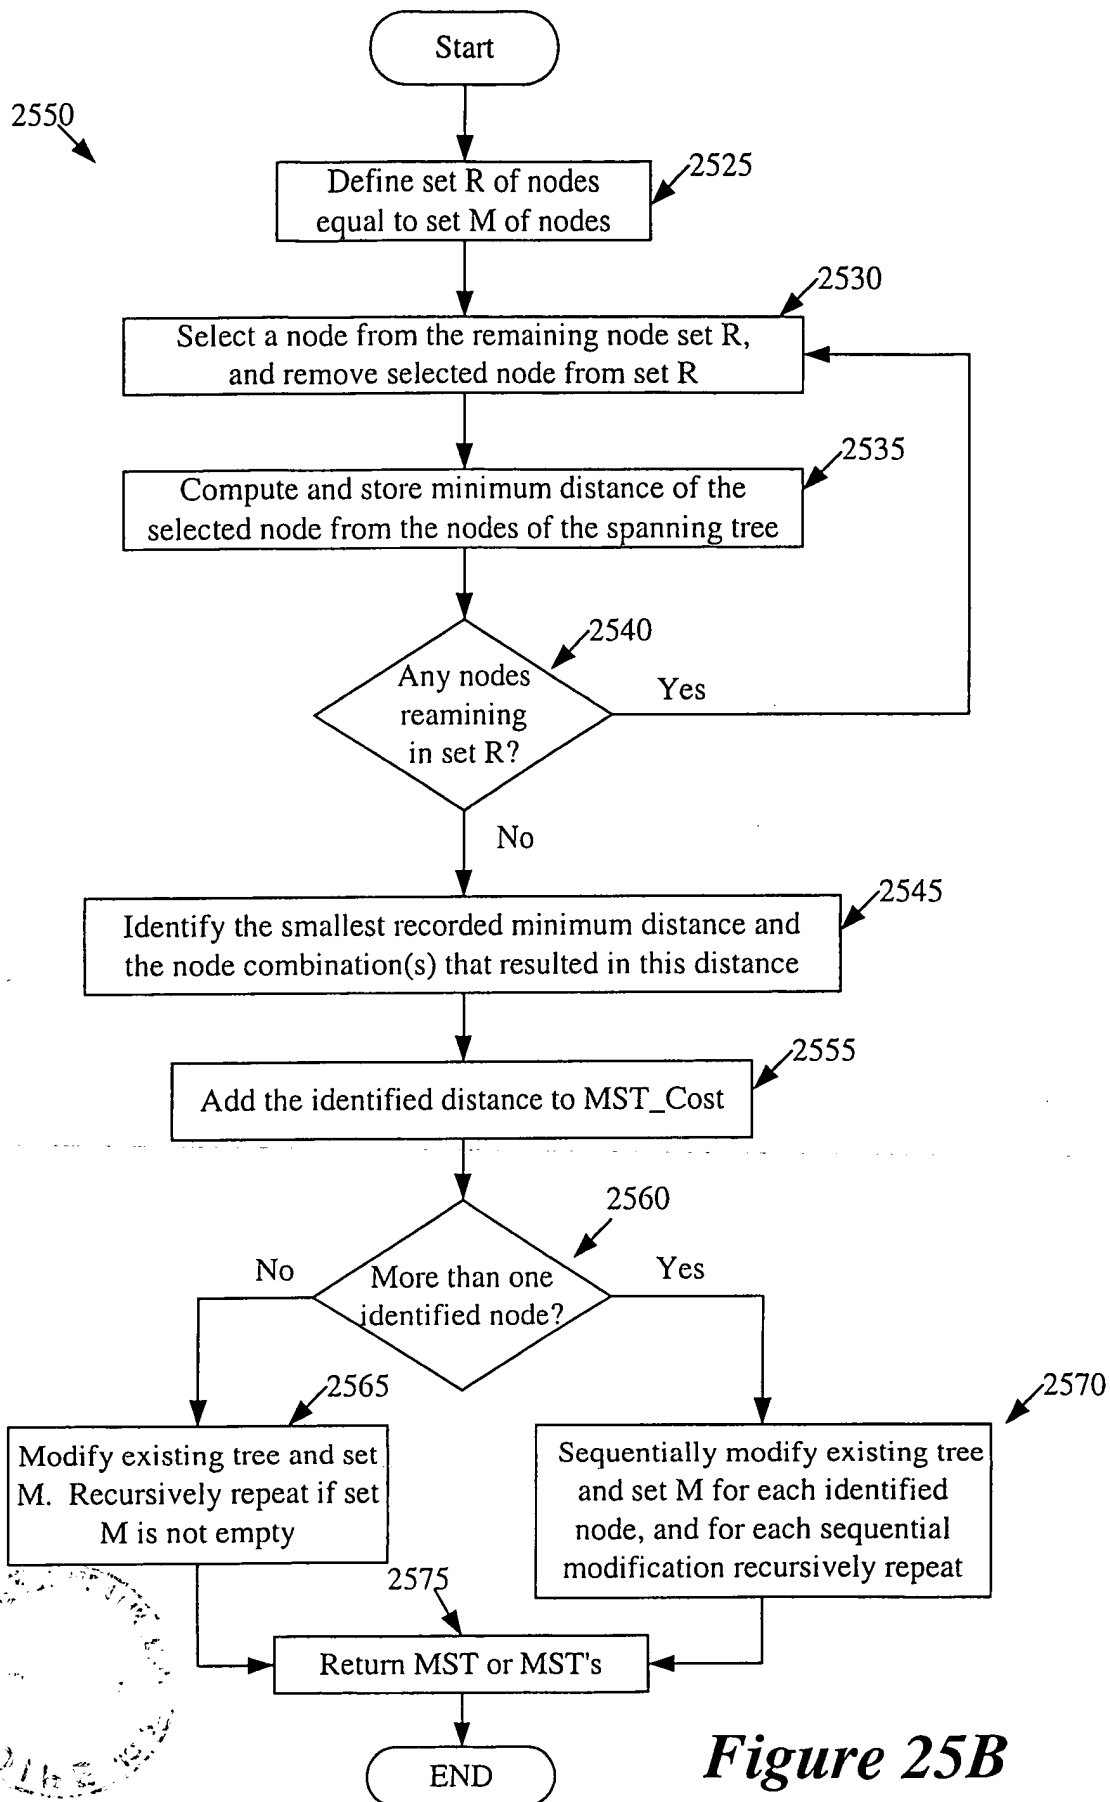 Start
2550
2525
Define set R of nodes
equal to set M of nodes
2530
Select a node from the remaining node set R,
and remove selected node from set R
2535
Compute and store minimum distance of the
selected node from the nodes of the spanning tree
2540
Any nodes
reamining
in set R?
Yes
No
2545
Identify the smallest recorded minimum distance and
the node combination(s) that resulted in this distance
2555
Add the identified distance to MST_Cost
2560
No
More than one
identified node?
Yes
2565
2570
Modify existing tree and set
M. Recursively repeat if set
M is not empty
Sequentially modify existing tree
and set M for each identified
node, and for each sequential
modification recursively repeat
2575
Return MST or MST's
END
Figure 25B